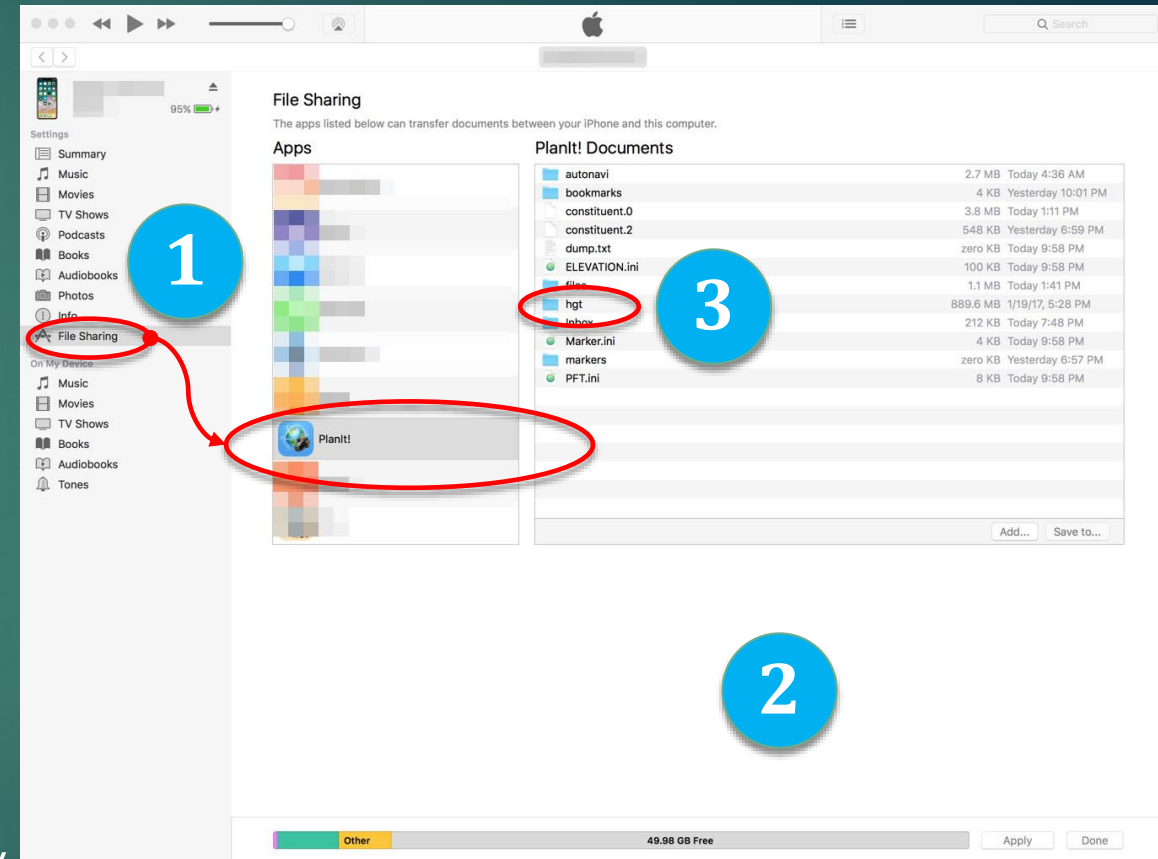 Search
95%
Settings
Summary
Music
Movies
TV Shows
Podcasts
Books
Audiobooks
Photos
Info
File Sharing
On My Device
Music
Movies
TV Shows
Books
Audiobooks
Tones
1
File Sharing
The apps listed below can transfer documents between your iPhone and this computer.
Apps
PlanIt!
PlanIt! Documents
autonavi 2.7 MB Today 4:36 AM
bookmarks 4 KB Yesterday 10:01 PM
constituent.0 3.8 MB Today 1:11 PM
constituent.2 548 KB Yesterday 6:59 PM
dump.txt zero KB Today 9:58 PM
ELEVATION.ini 100 KB Today 9:58 PM
files 1.1 MB Today 1:41 PM
hgt 889.6 MB 1/19/17, 5:28 PM
Inbox 212 KB Today 7:48 PM
Marker.ini 4 KB Today 9:58 PM
markers zero KB Yesterday 6:57 PM
PFT.ini 8 KB Today 9:58 PM
3
Add... Save to...
2
Other 49.98 GB Free Apply Done